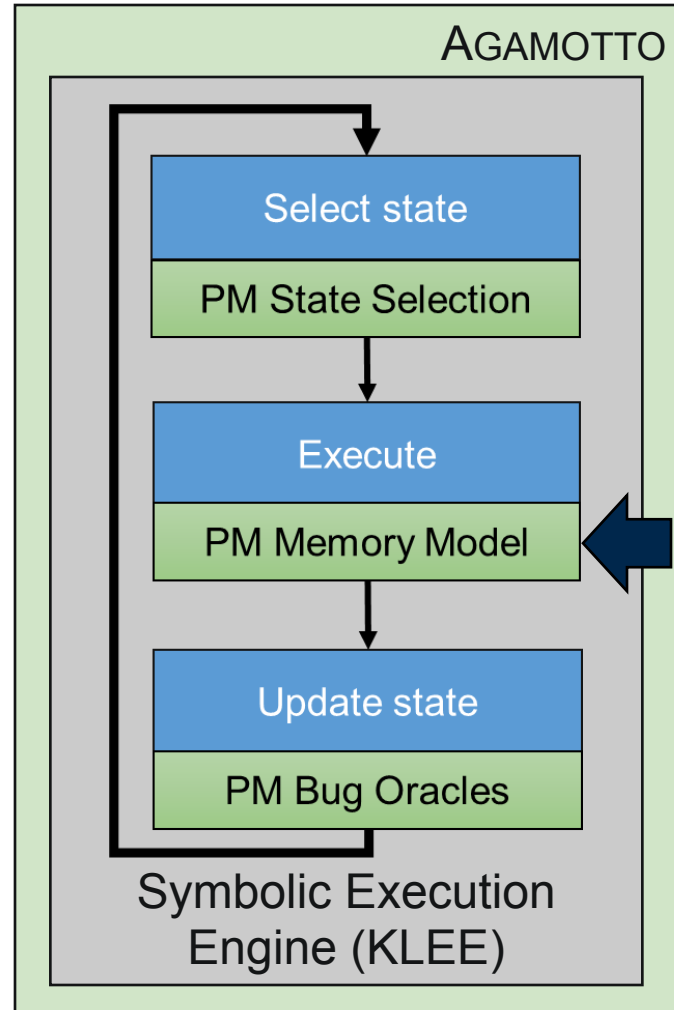 AGAMOTTO
Select state
PM State Selection
Execute
PM Memory Model
Update state
PM Bug Oracles
Symbolic Execution
Engine (KLEE)